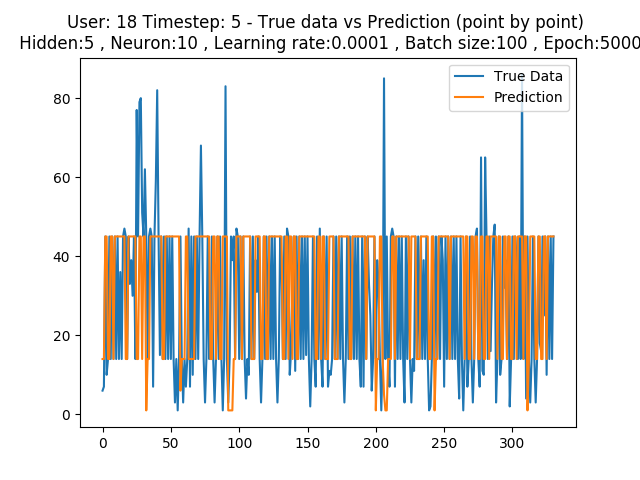 User: 18 Timestep: 5 - True data vs Prediction (point by point)
Hidden:5 , Neuron:10 , Learning rate:0.0001 , Batch size:100 , Epoch:5000
True Data
Prediction
80
60
40
20
0
0 50 100 150 200 250 300